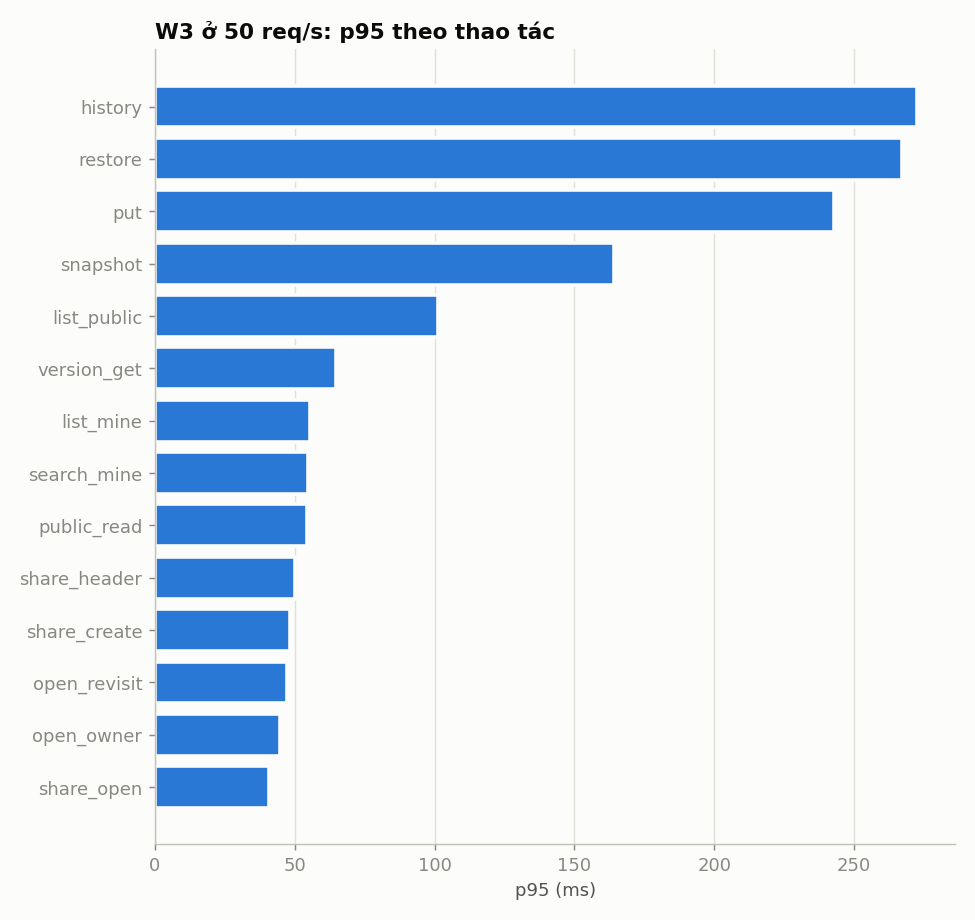 W3 ở 50 req/s: p95 theo thao tác
history
restore
put
snapshot
list_public
version_get
list_mine
search_mine
public_read
share_header
share_create
open_revisit
open_owner
share_open
0 50 100 150 200 250
p95 (ms)